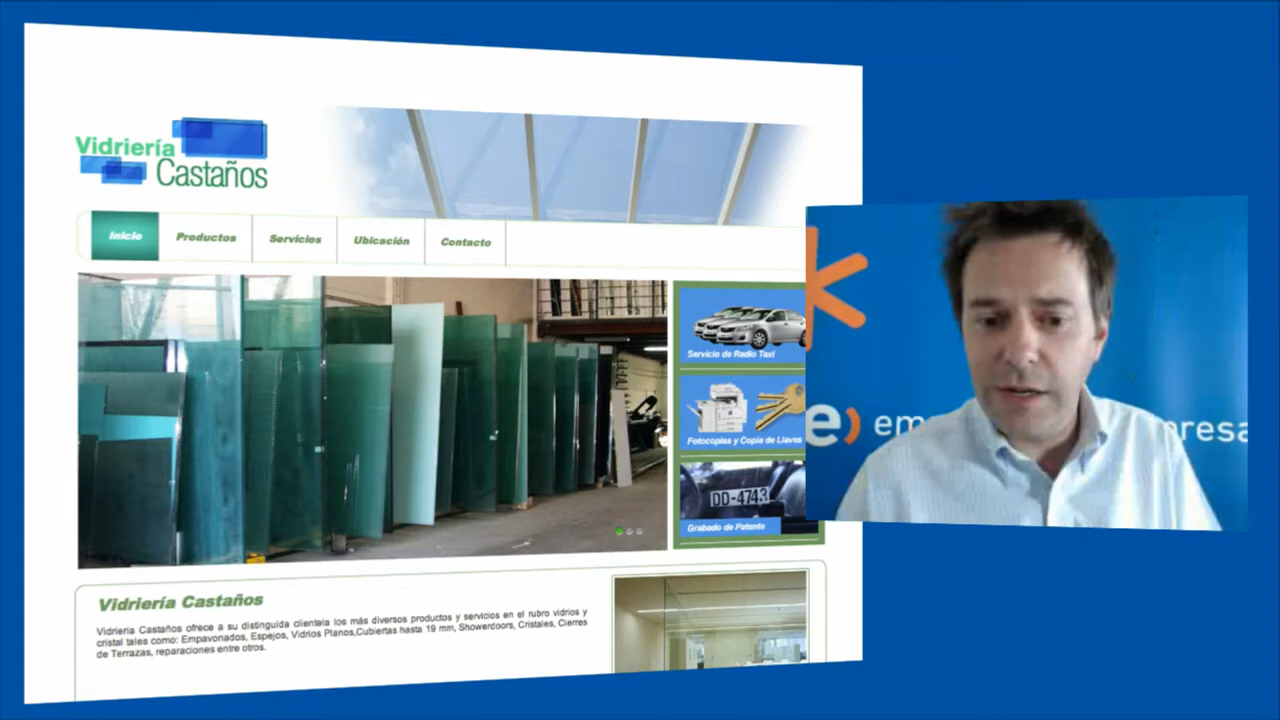 Vidriería
Castaños
Inicio
Productos
Servicios
Ubicación
Contacto
Servicio de Radio Taxi
Fotocopias y Copia de Llaves
DD-4743
Grabado de Patente
Vidriería Castaños
Vidriería Castaños ofrece a su distinguida clientela los más diversos productos y servicios en el rubro vidrios y
cristal tales como: Empavonados, Espejos, Vidrios Planos,Cubiertas hasta 19 mm, Showerdoors, Cristales, Cierres
de Terrazas, reparaciones entre otros.
e)